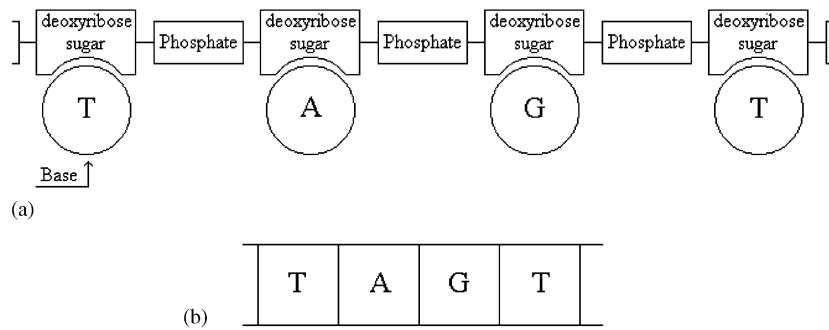 deoxyribose sugar Phosphate deoxyribose sugar Phosphate deoxyribose sugar Phosphate deoxyribose sugar
T A G T
Base
(a)
T A G T
(b)